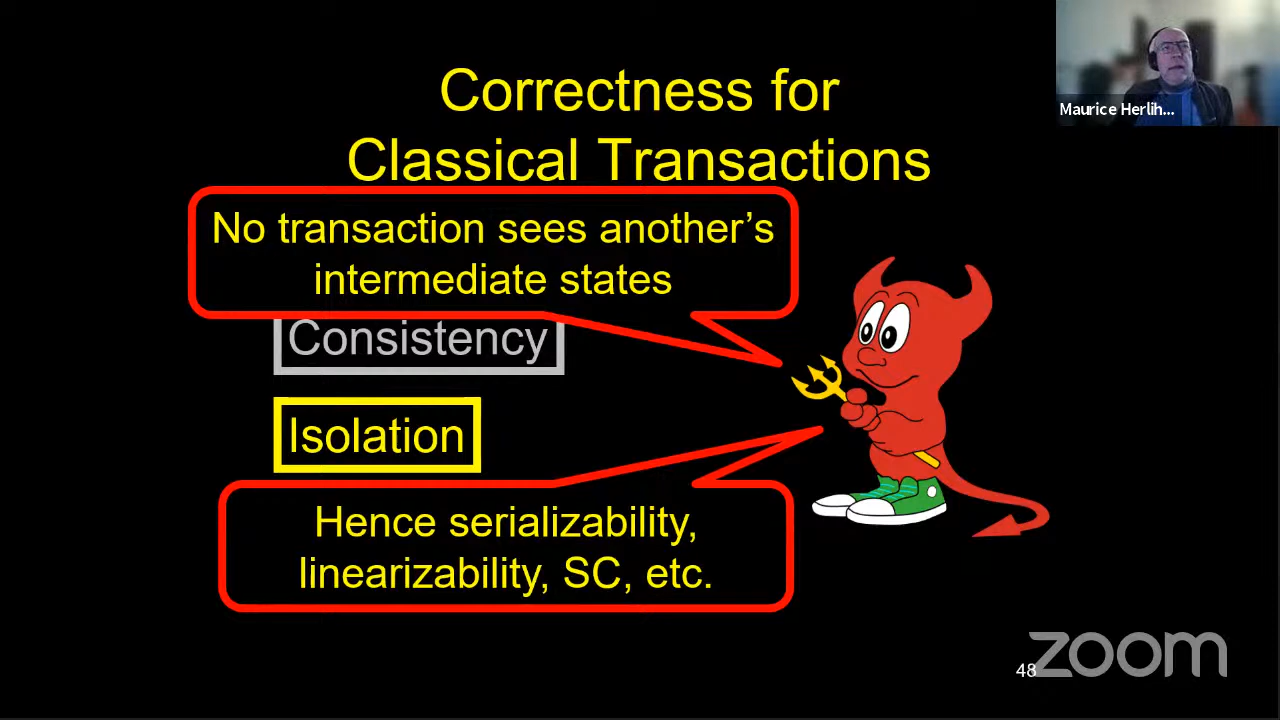 Maurice Herlih...
Correctness for
Classical Transactions
No transaction sees another’s
intermediate states
Consistency
Isolation
Hence serializability,
linearizability, SC, etc.
48
zoom